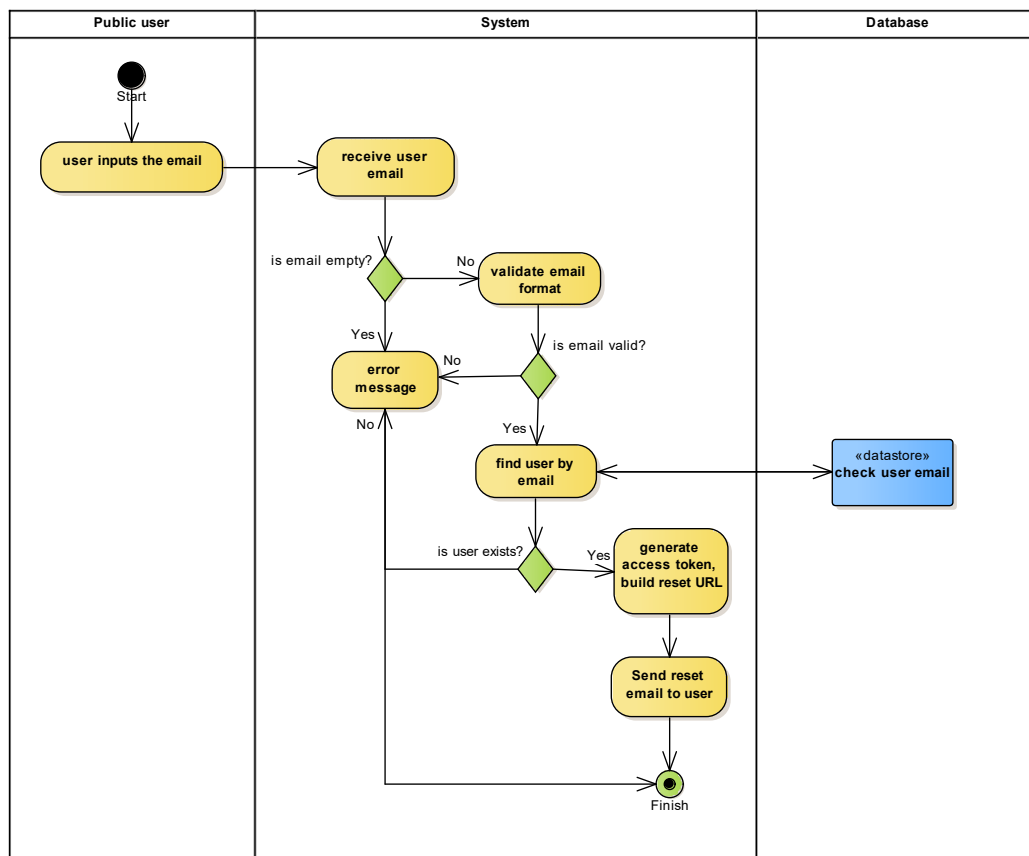 Public user
System
Database
Start
user inputs the email
receive user
email
is email empty?
No
validate email
format
Yes
is email valid?
error
message
No
No
Yes
find user by
email
«datastore»
check user email
is user exists?
Yes
generate
access token,
build reset URL
Send reset
email to user
Finish